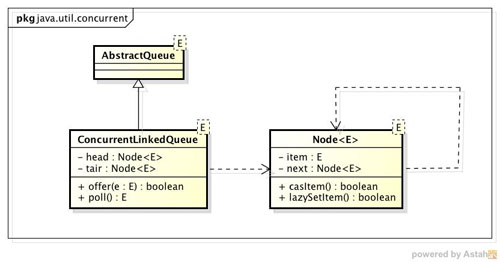 pkg java.util.concurrent
E
AbstractQueue
E
ConcurrentLinkedQueue
- head : Node<E>
- tair : Node<E>
+ offer(e : E) : boolean
+ poll() : E
E
Node<E>
- item : E
- next : Node<E>
+ casItem() : boolean
+ lazySetItem() : boolean
powered by Astah